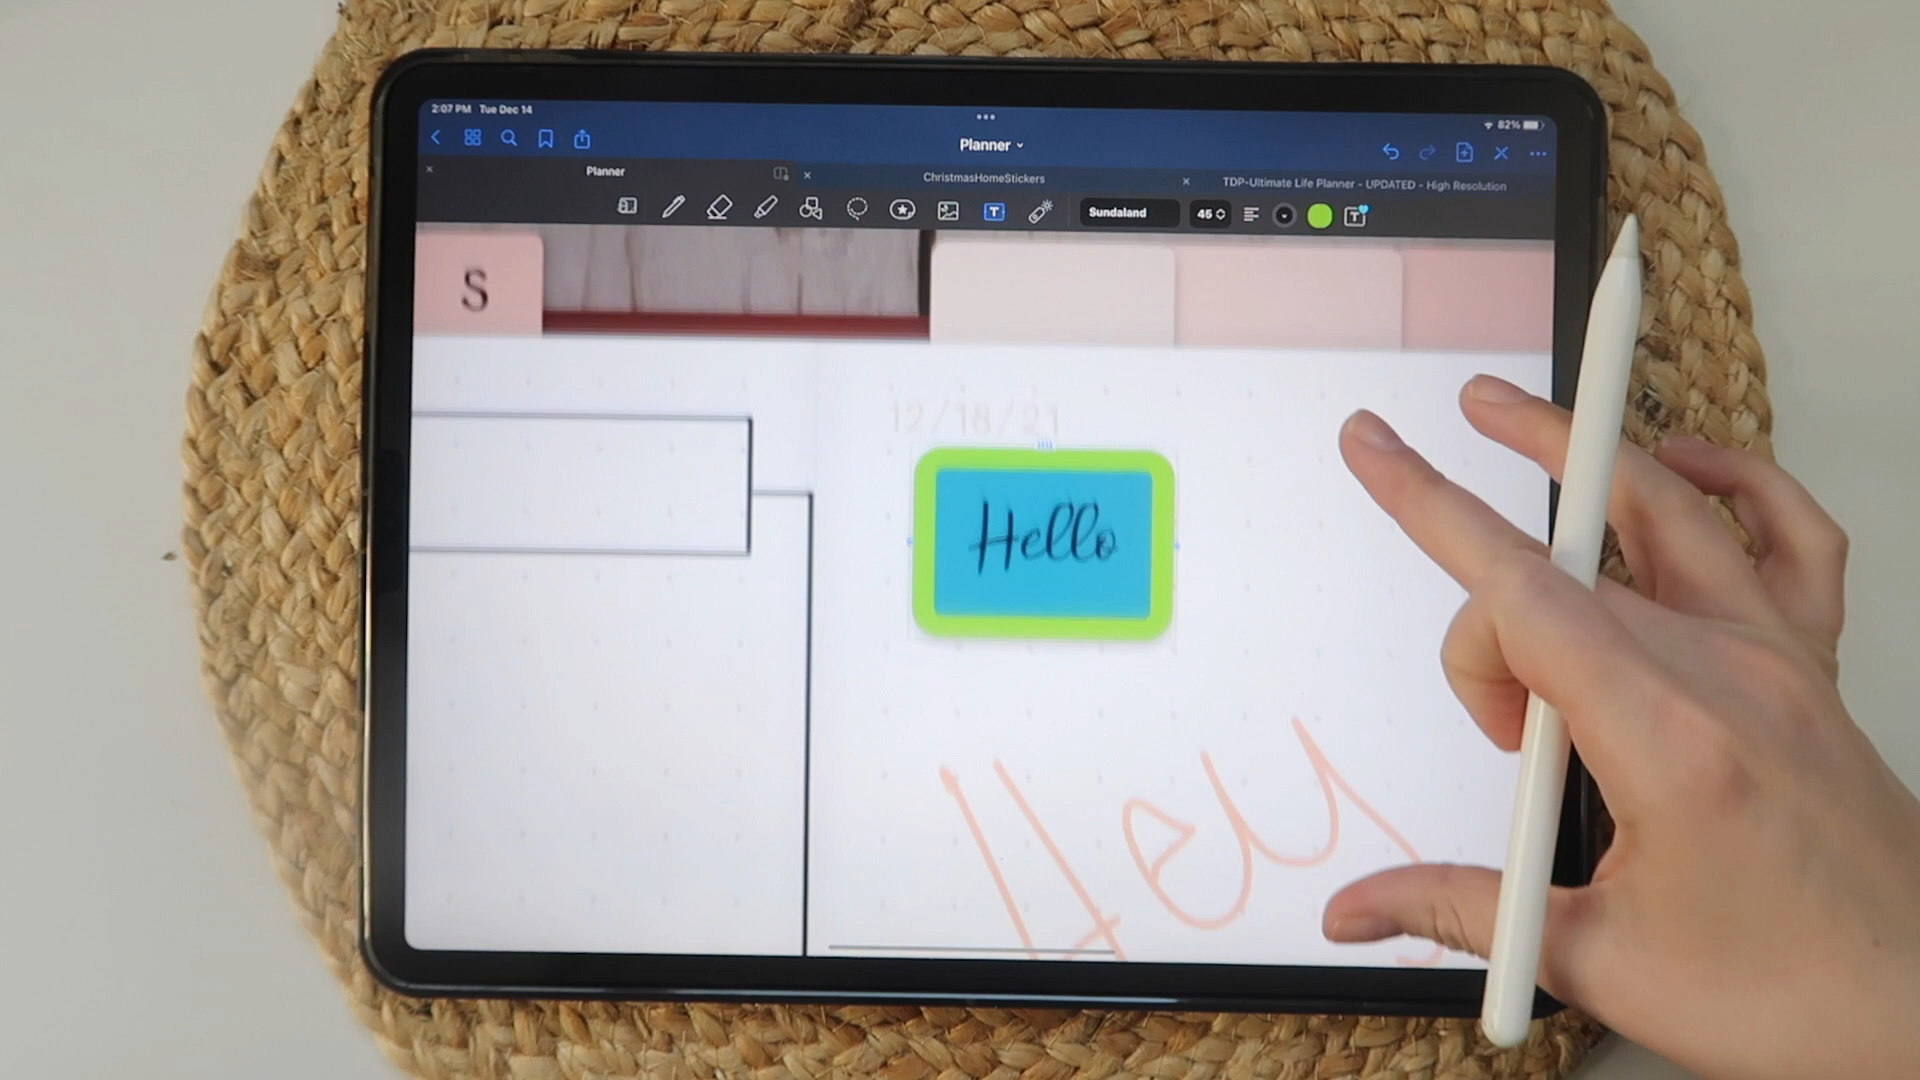 2:07 PM Tue Dec 14
82%
Planner
Planner
ChristmasHomeStickers
TDP-Ultimate Life Planner - UPDATED - High Resolution
Sundaland
45
S
12/18/21
Hello
Hey